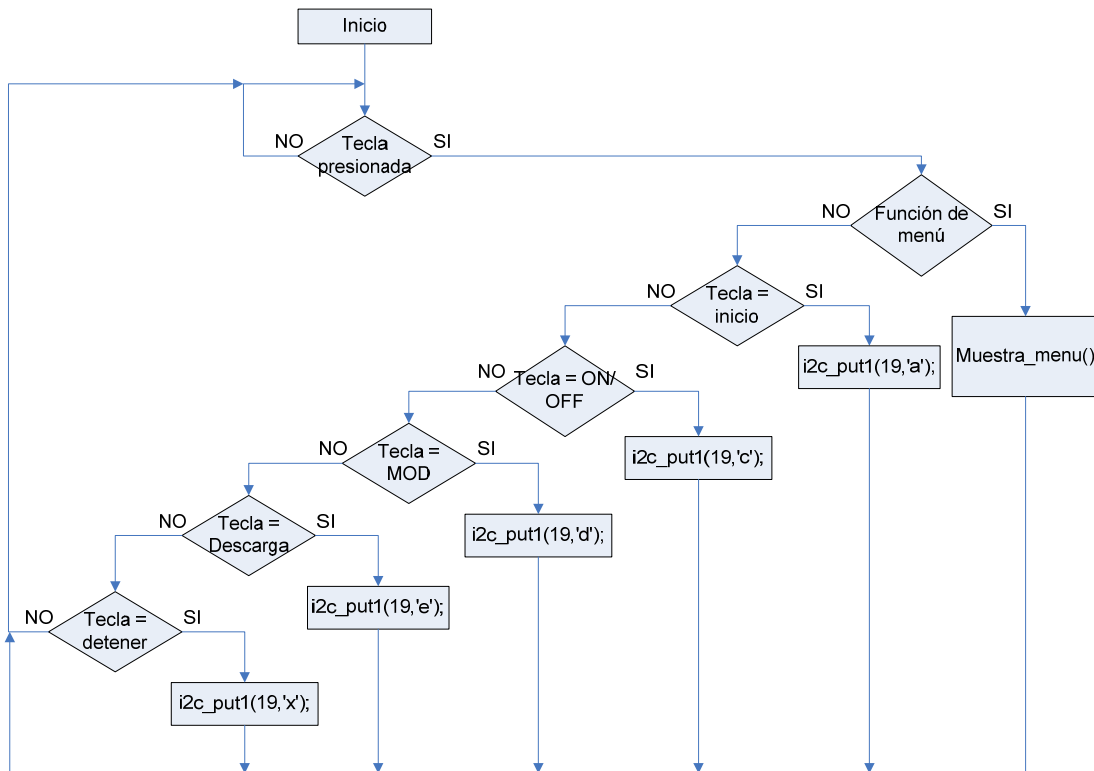 Inicio
NO
Tecla
presionada
SI
NO
Función de
menú
SI
NO
Tecla =
inicio
SI
Muestra_menu()
i2c_put1(19,'a');
NO
Tecla = ON/
OFF
SI
i2c_put1(19,'c');
NO
Tecla =
MOD
SI
i2c_put1(19,'d');
NO
Tecla =
Descarga
SI
i2c_put1(19,'e');
NO
Tecla =
detener
SI
i2c_put1(19,'x');